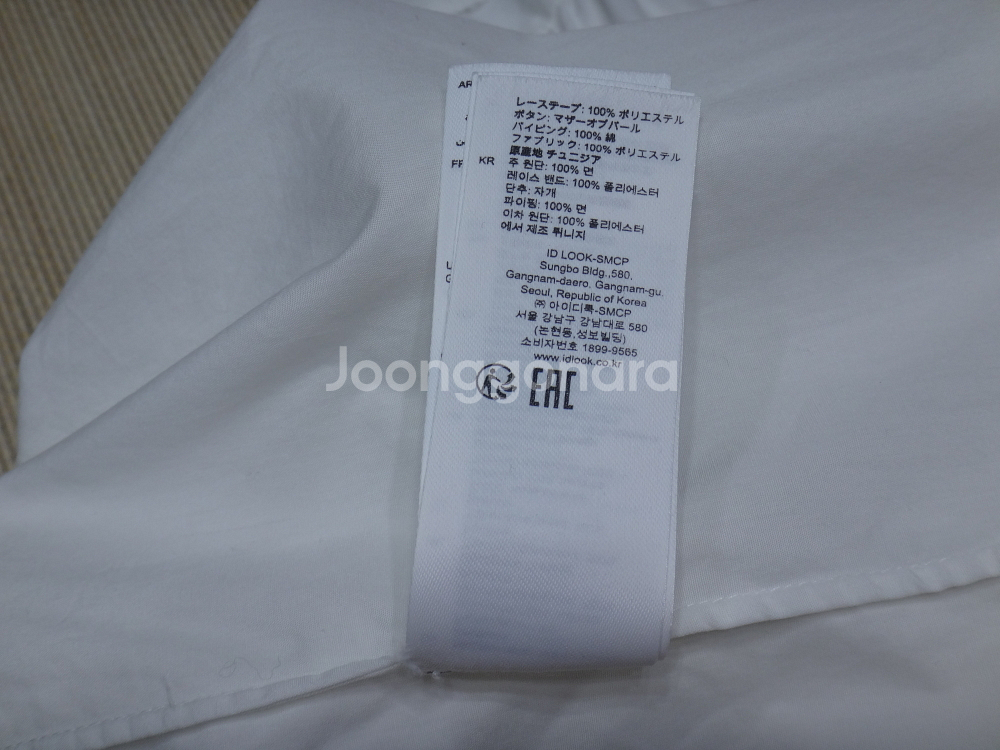 AR
FR
レーステープ: 100% ポリエステル
ボタン: マザーオブパール
パイピング: 100% 綿
ファブリック: 100% ポリエステル
原産地 チュニジア
KR
주 원단: 100% 면
레이스 밴드: 100% 폴리에스터
단추: 자개
파이핑: 100% 면
이차 원단: 100% 폴리에스터
에서 제조 튀니지
ID LOOK-SMCP
Sungbo Bldg.,580,
Gangnam-daero, Gangnam-gu,
Seoul, Republic of Korea
㈜ 아이디룩-SMCP
서울 강남구 강남대로 580
(논현동,성보빌딩)
소비자번호 1899-9565
www.idlook.co.kr
Joonggonara
EAC